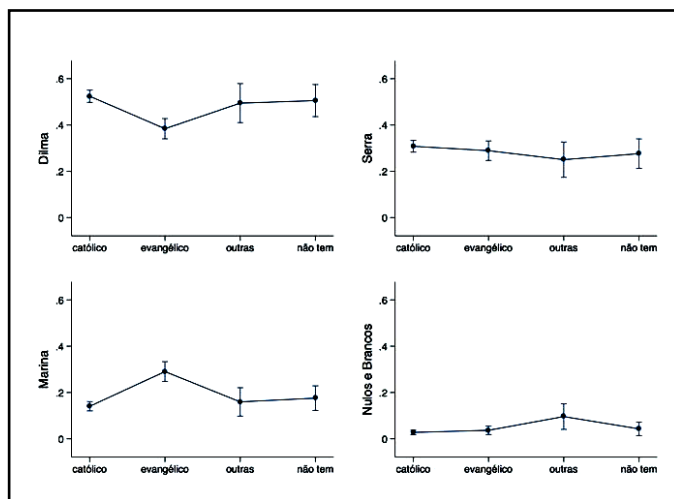 .6
.4
.2
0
Dilma
católico evangélico outras não tem
.6
.4
.2
0
Serra
católico evangélico outras não tem
.6
.4
.2
0
Marina
católico evangélico outras não tem
.6
.4
.2
0
Nulos e Brancos
católico evangélico outras não tem